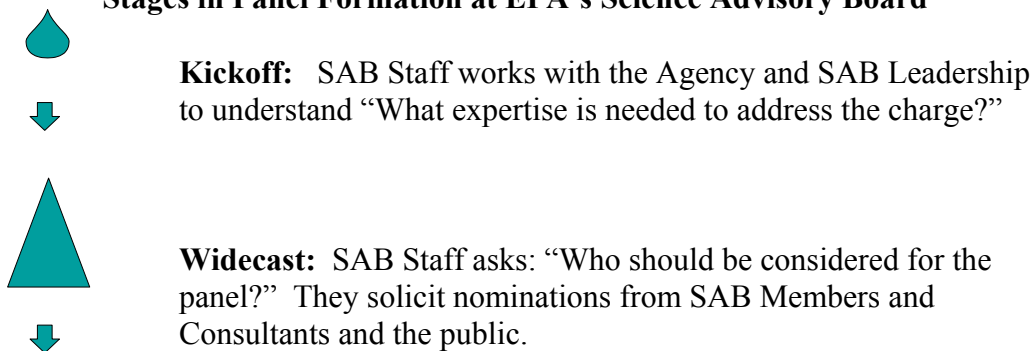 Stages in Panel Formation at EPA's Science Advisory Board
Kickoff: SAB Staff works with the Agency and SAB Leadership
to understand “What expertise is needed to address the charge?”
Widecast: SAB Staff asks: “Who should be considered for the
panel?” They solicit nominations from SAB Members and
Consultants and the public.